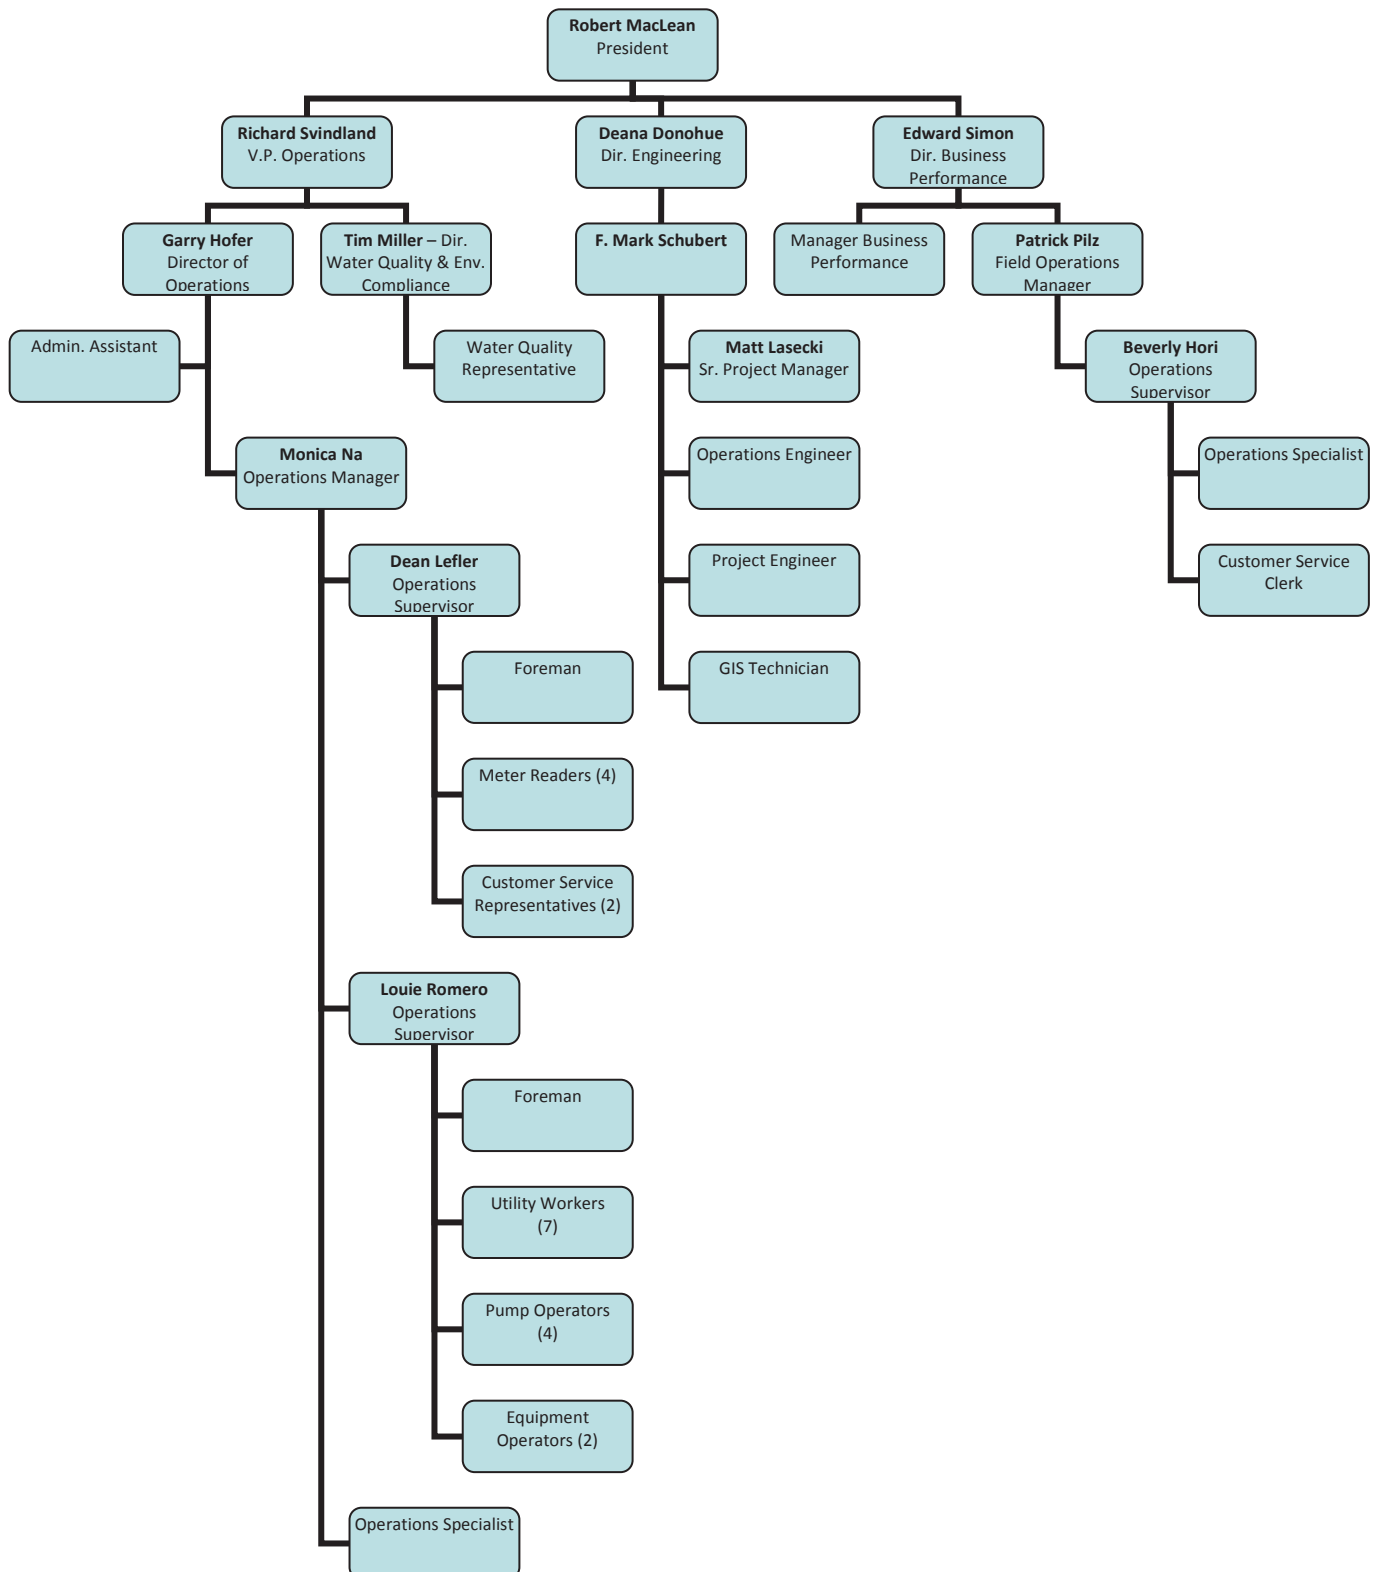 Robert MacLean
President
Richard Svindland
V.P. Operations
Deana Donohue
Dir. Engineering
Edward Simon
Dir. Business
Performance
Garry Hofer
Director of
Operations
Tim Miller – Dir.
Water Quality & Env.
Compliance
F. Mark Schubert
Manager Business
Performance
Patrick Pilz
Field Operations
Manager
Admin. Assistant
Water Quality
Representative
Matt Lasecki
Sr. Project Manager
Beverly Hori
Operations
Supervisor
Monica Na
Operations Manager
Operations Engineer
Operations Specialist
Dean Lefler
Operations
Supervisor
Project Engineer
Customer Service
Clerk
Foreman
GIS Technician
Meter Readers (4)
Customer Service
Representatives (2)
Louie Romero
Operations
Supervisor
Foreman
Utility Workers
(7)
Pump Operators
(4)
Equipment
Operators (2)
Operations Specialist